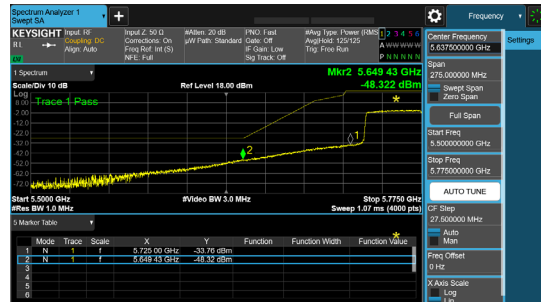 Spectrum Analyzer 1
Swept SA
Frequency
KEYSIGHT
Input: RF
Coupling: DC
Align: Auto
Input Z: 50 Ω
Corrections: On
Freq Ref: Int (S)
NFE: Full
#Atten: 20 dB
µW Path: Standard
PNO: Fast
Gate: Off
IF Gain: Low
Sig Track: Off
#Avg Type: Power (RMS
Avg|Hold: 125/125
Trig: Free Run
1 2 3 4 5 6
A W W W W W
P N N N N N
RL
1 Spectrum
Scale/Div 10 dB
Ref Level 18.00 dBm
Mkr2 5.649 43 GHz
-48.322 dBm
Log
Trace 1 Pass
8.00
-2.00
-12.0
-22.0
-32.0
-42.0
-52.0
-62.0
-72.0
1
2
Start 5.5000 GHz
#Res BW 1.0 MHz
#Video BW 3.0 MHz
Stop 5.7750 GHz
Sweep 1.07 ms (4000 pts)
5 Marker Table
Mode Trace Scale X Y Function Function Width Function Value
1 N 1 f 5.725 00 GHz -33.76 dBm
2 N 1 f 5.649 43 GHz -48.32 dBm
3
4
5
6
Center Frequency
5.637500000 GHz
Span
275.000000 MHz
Swept Span
Zero Span
Full Span
Start Freq
5.500000000 GHz
Stop Freq
5.775000000 GHz
AUTO TUNE
CF Step
27.500000 MHz
Auto
Man
Freq Offset
0 Hz
X Axis Scale
Log
Lin
Settings